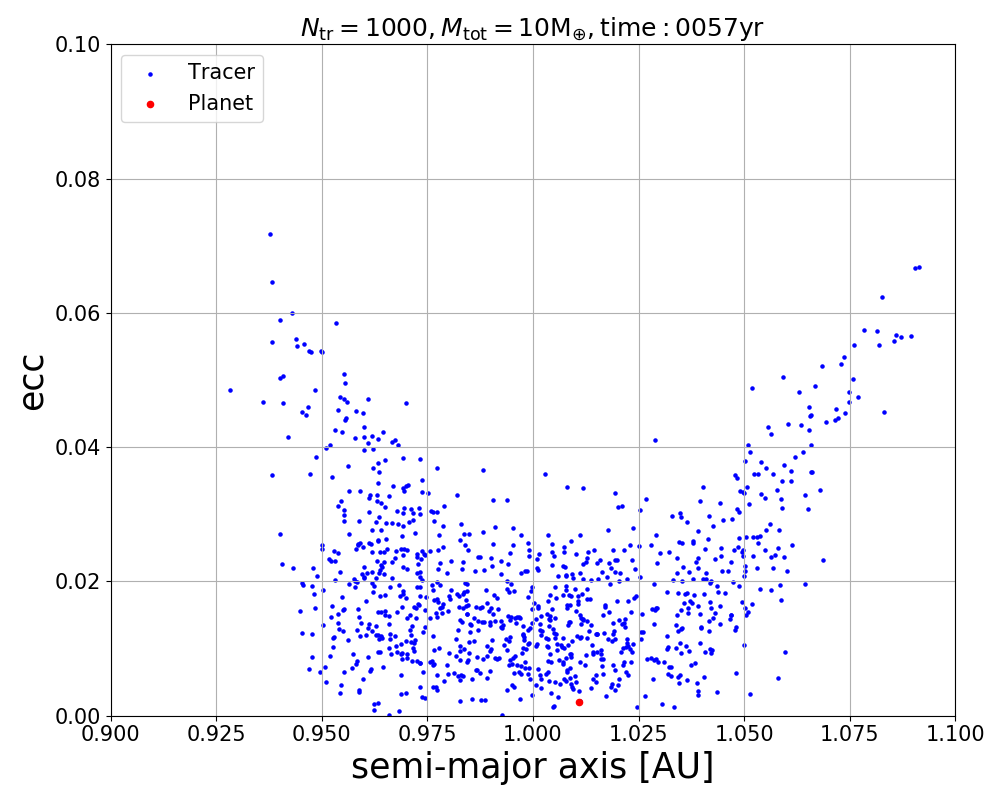 N_tr = 1000, M_tot = 10M_⊕, time : 0057yr
Tracer
Planet
0.10
0.08
0.06
0.04
0.02
0.00
ecc
0.900 0.925 0.950 0.975 1.000 1.025 1.050 1.075 1.100
semi-major axis [AU]